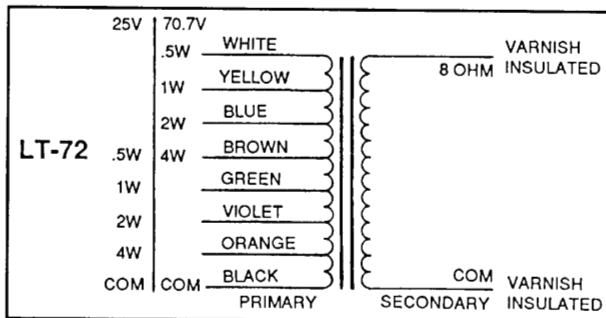 25V 70.7V
.5W WHITE VARNISH
8 OHM INSULATED
1W YELLOW
2W BLUE
LT-72 .5W 4W BROWN
1W GREEN
2W VIOLET
4W ORANGE
COM COM BLACK COM VARNISH
PRIMARY SECONDARY INSULATED